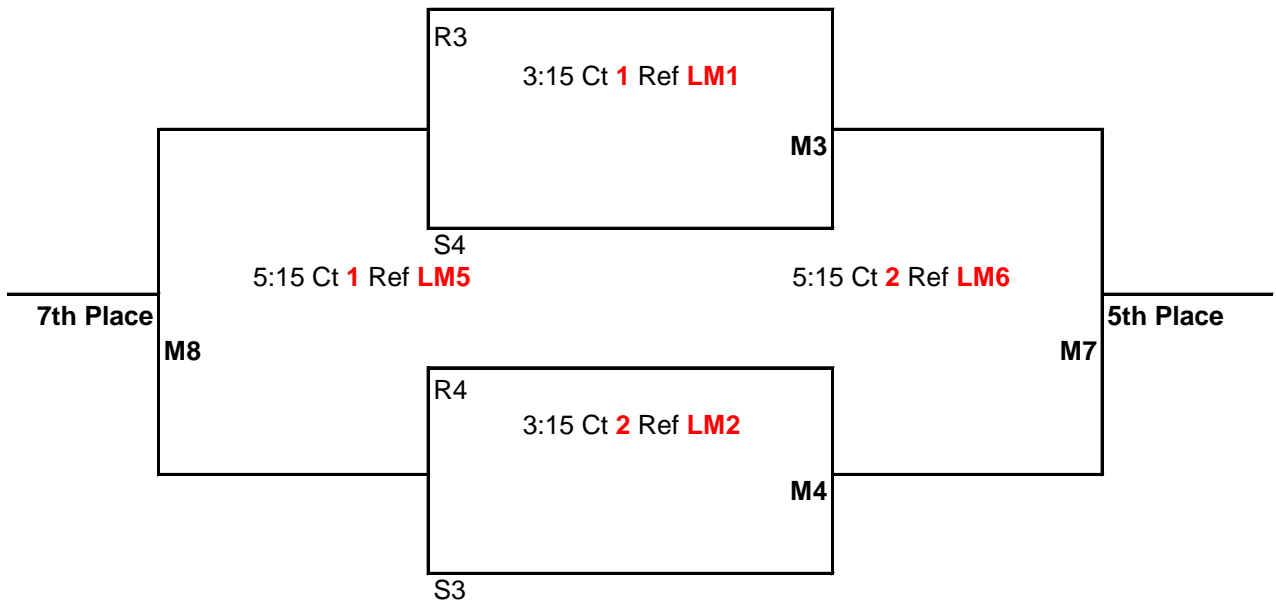 R3
3:15 Ct 1 Ref LM1
M3
S4
5:15 Ct 1 Ref LM5
5:15 Ct 2 Ref LM6
7th Place
5th Place
M8
M7
R4
3:15 Ct 2 Ref LM2
M4
S3